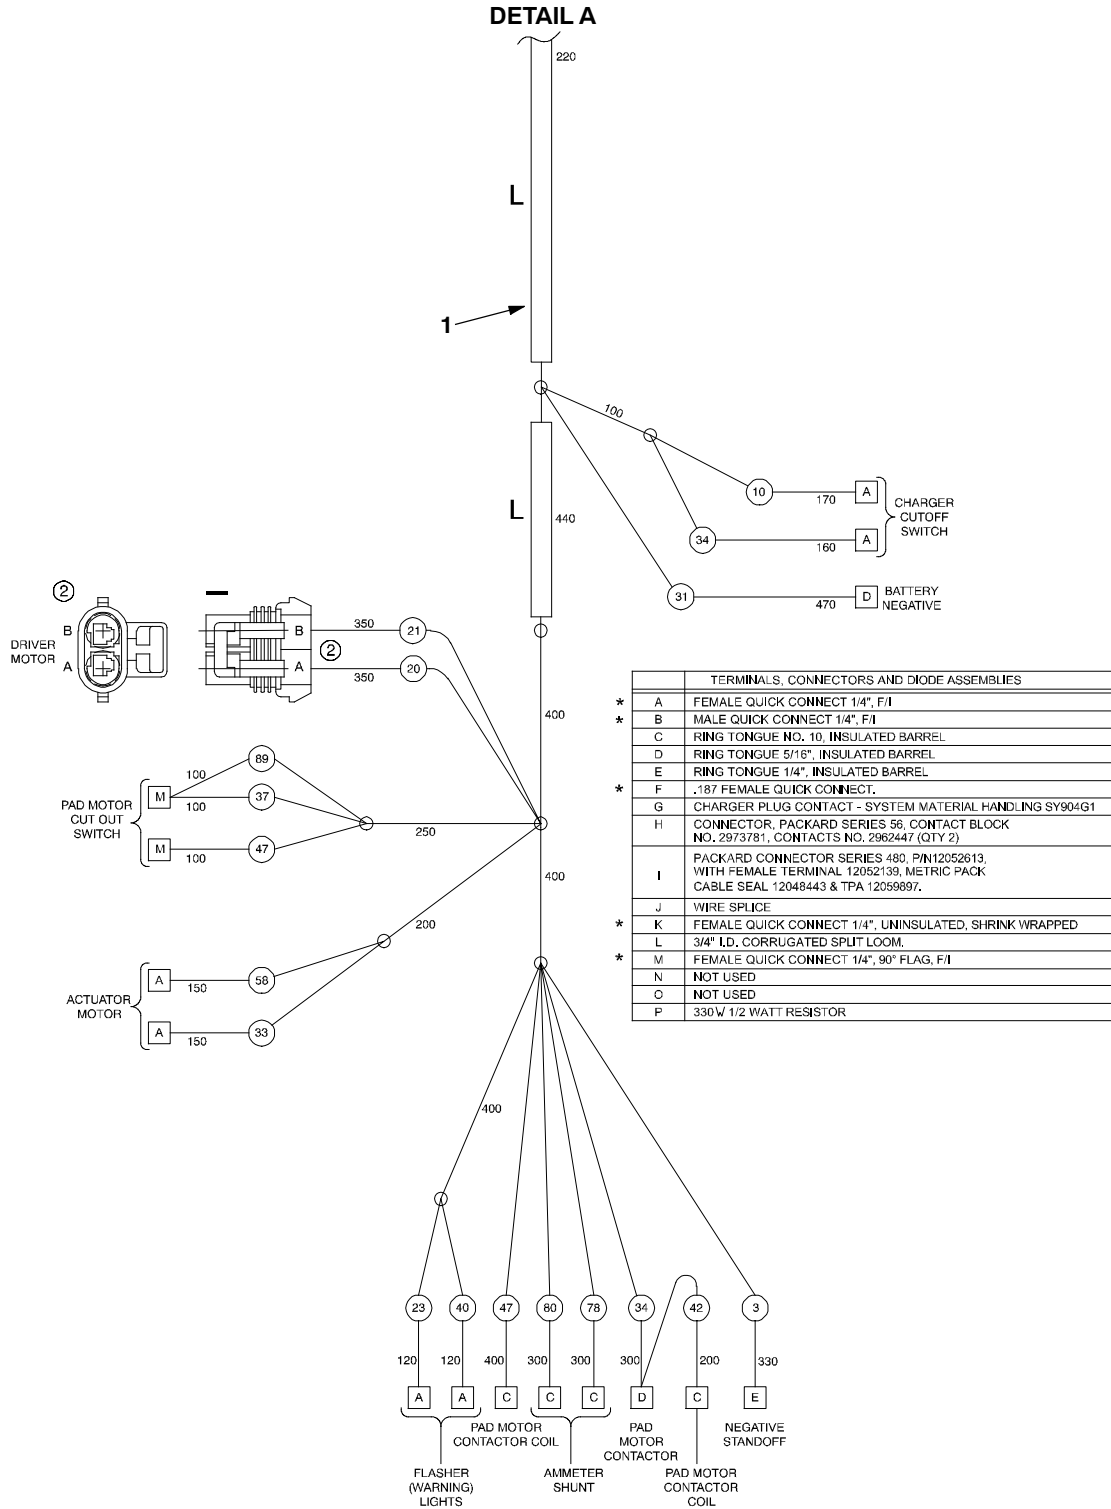 DETAIL A
220
L
1
100
10
170
A
CHARGER
CUTOFF
SWITCH
L
440
34
160
A
31
470
D
BATTERY
NEGATIVE
2
DRIVER
MOTOR
B
A
B
A
2
350
21
350
20
400
TERMINALS, CONNECTORS AND DIODE ASSEMBLIES
* A FEMALE QUICK CONNECT 1/4", F/I
* B MALE QUICK CONNECT 1/4", F/I
C RING TONGUE NO. 10, INSULATED BARREL
D RING TONGUE 5/16", INSULATED BARREL
E RING TONGUE 1/4", INSULATED BARREL
* F .187 FEMALE QUICK CONNECT.
G CHARGER PLUG CONTACT - SYSTEM MATERIAL HANDLING SY904G1
H CONNECTOR, PACKARD SERIES 56, CONTACT BLOCK
NO. 2973781, CONTACTS NO. 2962447 (QTY 2)
I PACKARD CONNECTOR SERIES 480, P/N12052613,
WITH FEMALE TERMINAL 12052139, METRIC PACK
CABLE SEAL 12048443 & TPA 12059897.
J WIRE SPLICE
* K FEMALE QUICK CONNECT 1/4", UNINSULATED, SHRINK WRAPPED
L 3/4" I.D. CORRUGATED SPLIT LOOM.
* M FEMALE QUICK CONNECT 1/4", 90° FLAG, F/I
N NOT USED
O NOT USED
P 330 W 1/2 WATT RESISTOR
PAD MOTOR
CUT OUT
SWITCH
M
100
89
100
37
M
100
47
250
400
200
ACTUATOR
MOTOR
A
150
58
A
150
33
400
23
40
47
80
78
34
42
3
120
120
400
300
300
300
200
330
A
A
C
C
C
D
C
E
FLASHER
(WARNING)
LIGHTS
PAD MOTOR
CONTACTOR COIL
AMMETER
SHUNT
PAD
MOTOR
CONTACTOR
PAD MOTOR
CONTACTOR
COIL
NEGATIVE
STANDOFF